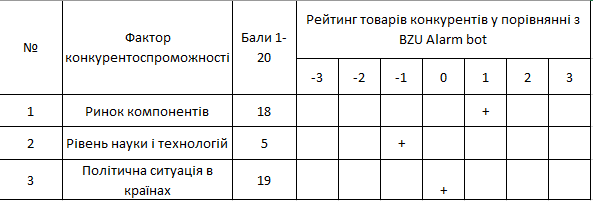 №
Фактор
конкурентоспроможності
Бали 1-
20
Рейтинг товарів конкурентів у порівнянні з
BZU Alarm bot
-3 -2 -1 0 1 2 3
1 Ринок компонентів 18 +
2 Рівень науки і технологій 5 +
3 Політична ситуація в
країнах 19 +